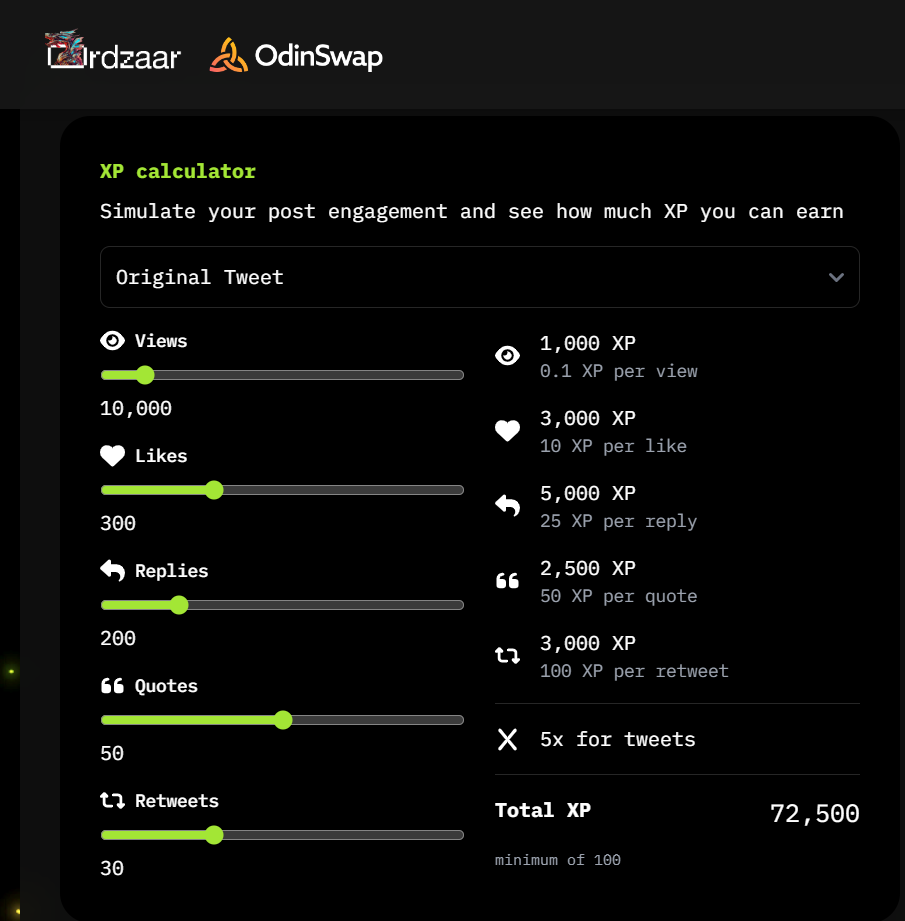 Ordzaar OdinSwap
XP calculator
Simulate your post engagement and see how much XP you can earn
Original Tweet
Views
10,000
Likes
300
Replies
200
Quotes
50
Retweets
30
1,000 XP
0.1 XP per view
3,000 XP
10 XP per like
5,000 XP
25 XP per reply
2,500 XP
50 XP per quote
3,000 XP
100 XP per retweet
5x for tweets
Total XP 72,500
minimum of 100